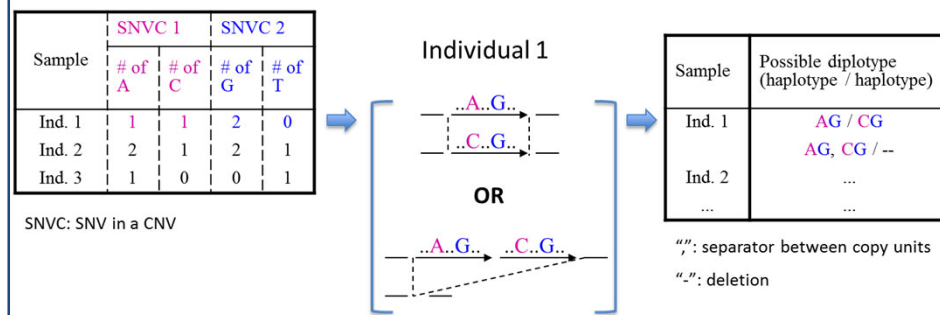 SNVC 1 SNVC 2
Sample # of A # of C # of G # of T
Ind. 1 1 1 2 0
Ind. 2 2 1 2 1
Ind. 3 1 0 0 1
SNVC: SNV in a CNV
Individual 1
..A..G..
..C..G..
OR
..A..G.. ..C..G..
Sample Possible diplotype
(haplotype / haplotype)
Ind. 1 AG / CG
AG, CG / --
Ind. 2 ...
... ...
“,”: separator between copy units
“-”: deletion